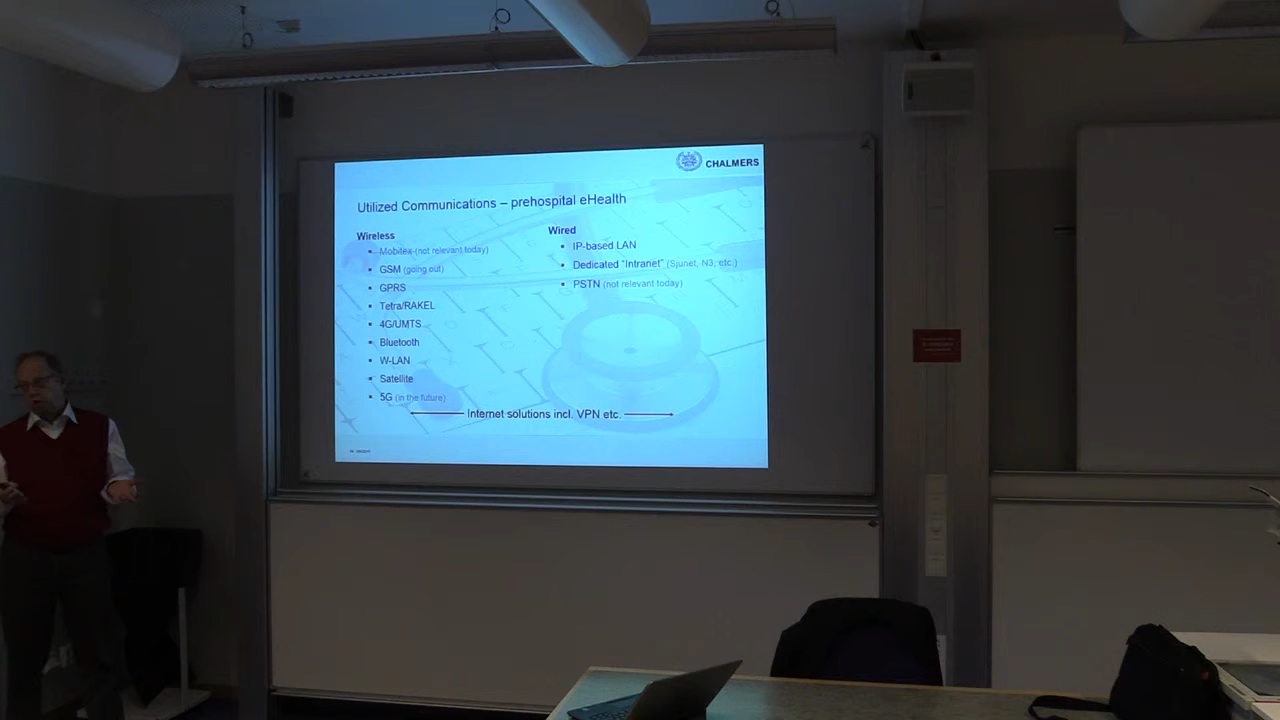 CHALMERS
Utilized Communications – prehospital eHealth
Wireless
▪ Mobitex (not relevant today)
▪ GSM (going out)
▪ GPRS
▪ Tetra/RAKEL
▪ 4G/UMTS
▪ Bluetooth
▪ W-LAN
▪ Satellite
▪ 5G (in the future)
Wired
▪ IP-based LAN
▪ Dedicated “Intranet” (Sjunet, N3, etc.)
▪ PSTN (not relevant today)
Internet solutions incl. VPN etc.